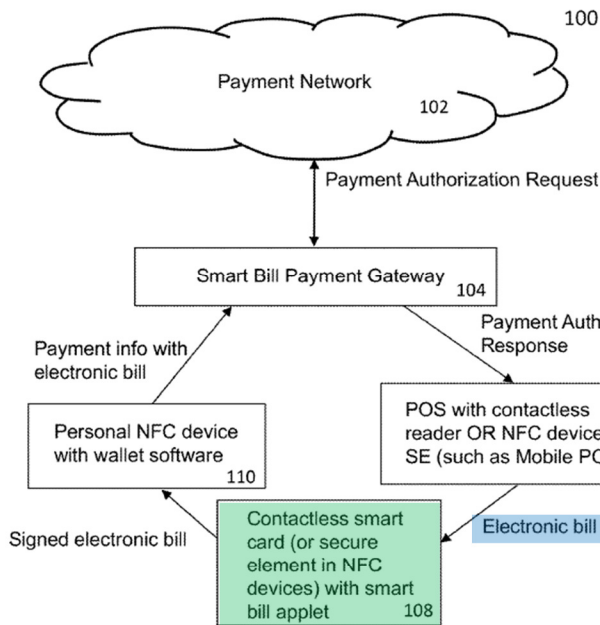 100
Payment Network
102
Payment Authorization Request
Smart Bill Payment Gateway
104
Payment info with
electronic bill
Payment Auth
Response
Personal NFC device
with wallet software
110
POS with contactless
reader OR NFC device
SE (such as Mobile PO
Signed electronic bill
Contactless smart
card (or secure
element in NFC
devices) with smart
bill applet
108
Electronic bill